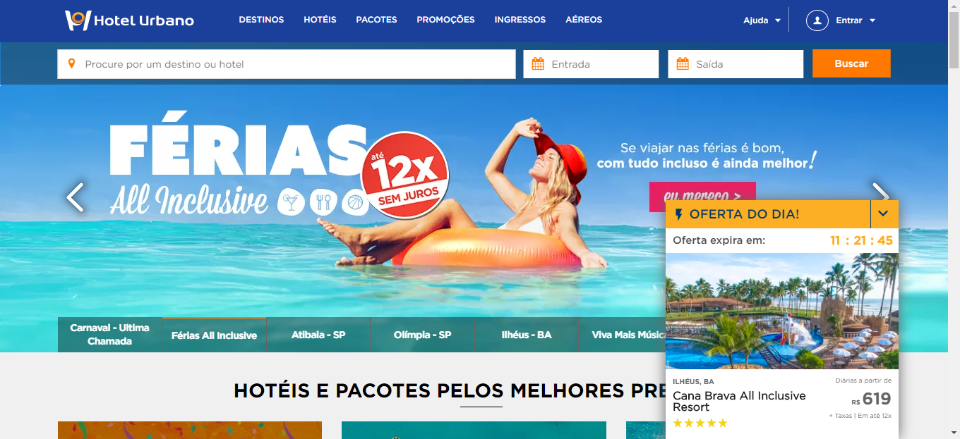 Hotel Urbano
DESTINOS HOTÉIS PACOTES PROMOÇÕES INGRESSOS AÉREOS
Ajuda Entrar
Procure por um destino ou hotel
Entrada
Saída
Buscar
FÉRIAS
All Inclusive
até
12x
SEM JUROS
Se viajar nas férias é bom,
com tudo incluso é ainda melhor!
eu mereço >
OFERTA DO DIA!
Oferta expira em: 11 : 21 : 45
Carnaval - Ultima
Chamada
Férias All Inclusive
Atibaia - SP
Olímpia - SP
Ilhéus - BA
Viva Mais Músic
HOTÉIS E PACOTES PELOS MELHORES PRE
ILHÉUS, BA
Cana Brava All Inclusive
Resort
Diárias a partir de
R$ 619
+ Taxas | Em até 12x